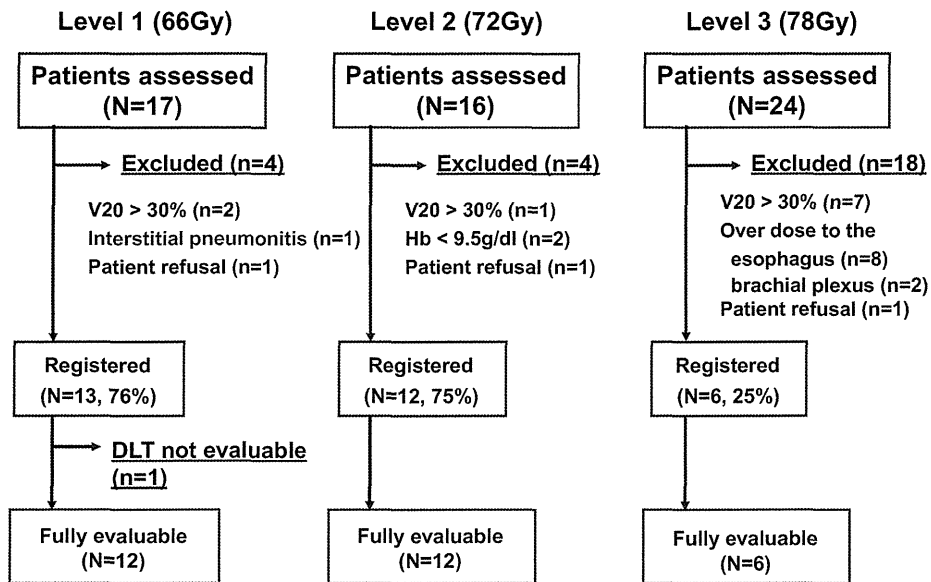 Level 1 (66Gy)
Patients assessed
(N=17)
Excluded (n=4)
V20 > 30% (n=2)
Interstitial pneumonitis (n=1)
Patient refusal (n=1)
Registered
(N=13, 76%)
DLT not evaluable
(n=1)
Fully evaluable
(N=12)
Level 2 (72Gy)
Patients assessed
(N=16)
Excluded (n=4)
V20 > 30% (n=1)
Hb < 9.5g/dl (n=2)
Patient refusal (n=1)
Registered
(N=12, 75%)
Fully evaluable
(N=12)
Level 3 (78Gy)
Patients assessed
(N=24)
Excluded (n=18)
V20 > 30% (n=7)
Over dose to the
esophagus (n=8)
brachial plexus (n=2)
Patient refusal (n=1)
Registered
(N=6, 25%)
Fully evaluable
(N=6)